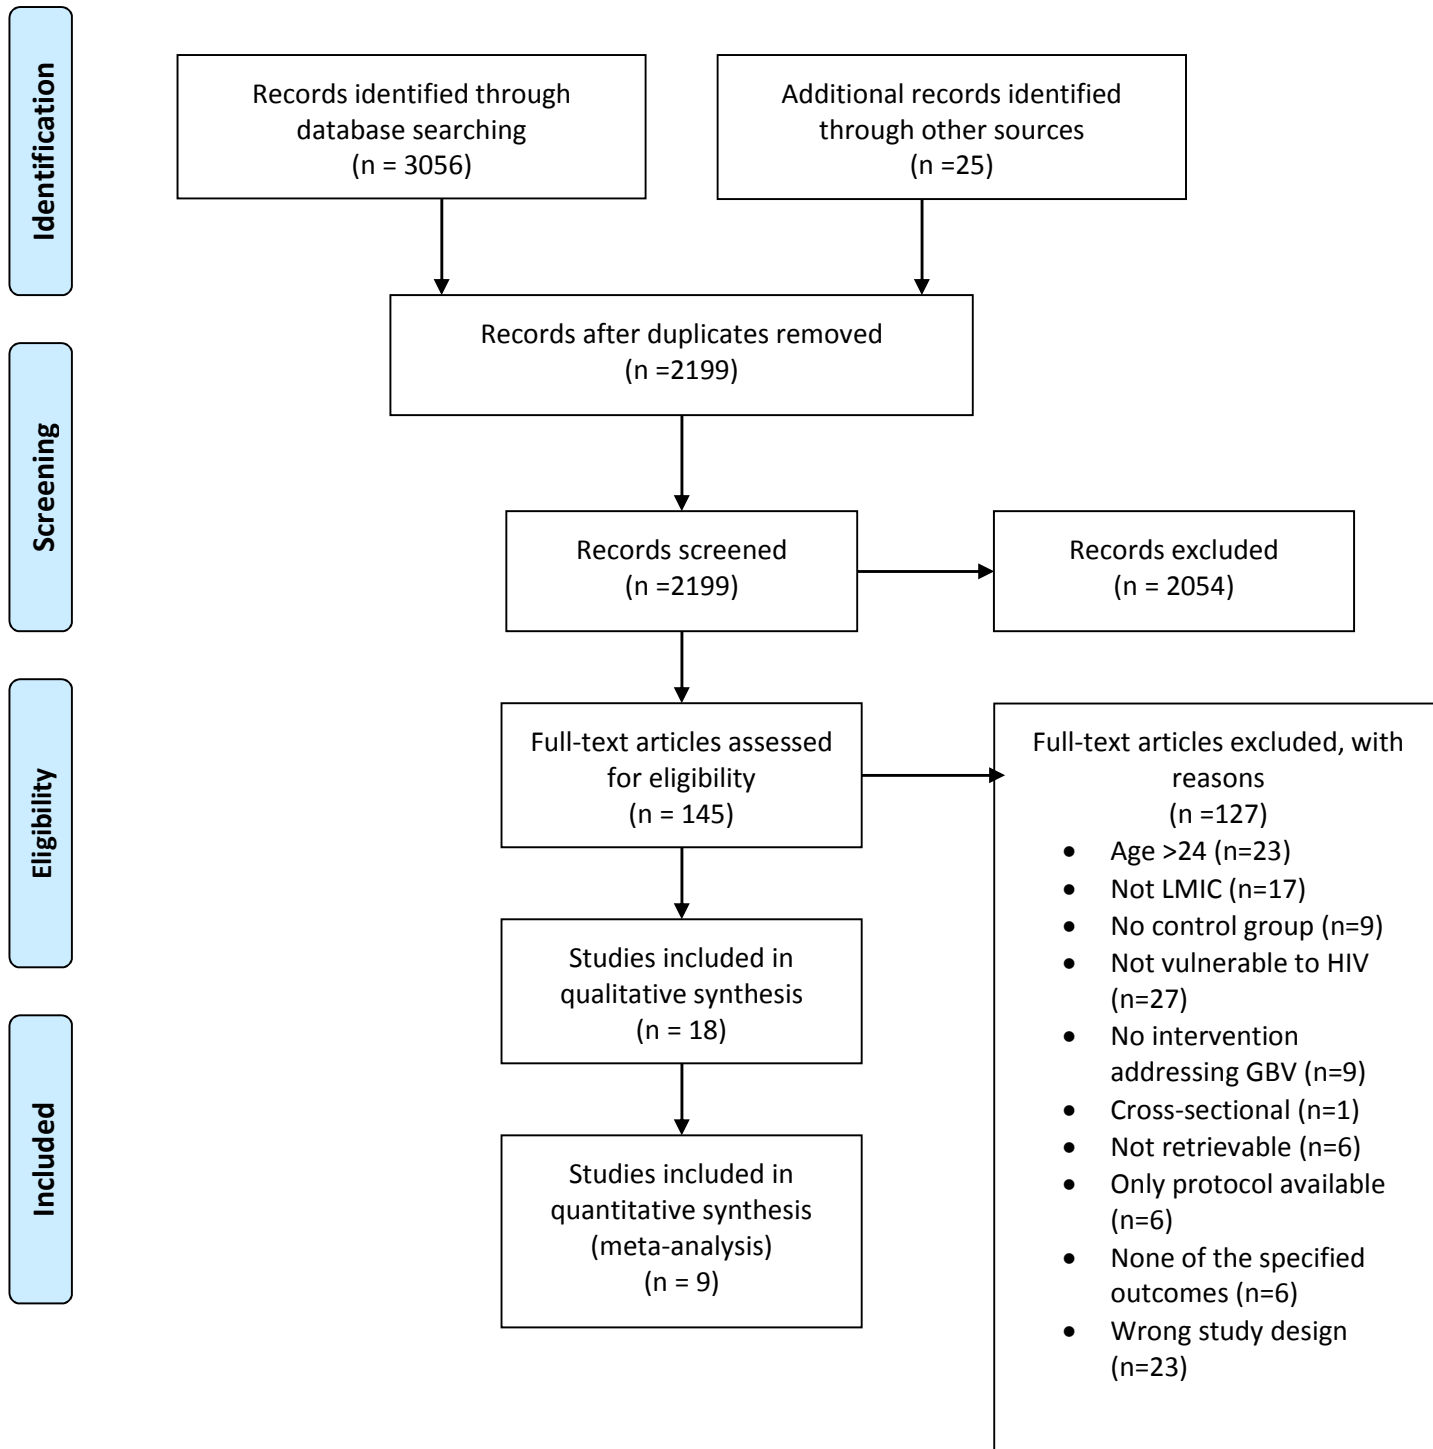 Identification
Records identified through
database searching
(n = 3056)
Additional records identified
through other sources
(n =25)
Records after duplicates removed
(n =2199)
Screening
Records screened
(n =2199)
Records excluded
(n = 2054)
Eligibility
Full-text articles assessed
for eligibility
(n = 145)
Full-text articles excluded, with
reasons
(n =127)
• Age >24 (n=23)
• Not LMIC (n=17)
• No control group (n=9)
• Not vulnerable to HIV
(n=27)
• No intervention
addressing GBV (n=9)
• Cross-sectional (n=1)
• Not retrievable (n=6)
• Only protocol available
(n=6)
• None of the specified
outcomes (n=6)
• Wrong study design
(n=23)
Studies included in
qualitative synthesis
(n = 18)
Included
Studies included in
quantitative synthesis
(meta-analysis)
(n = 9)